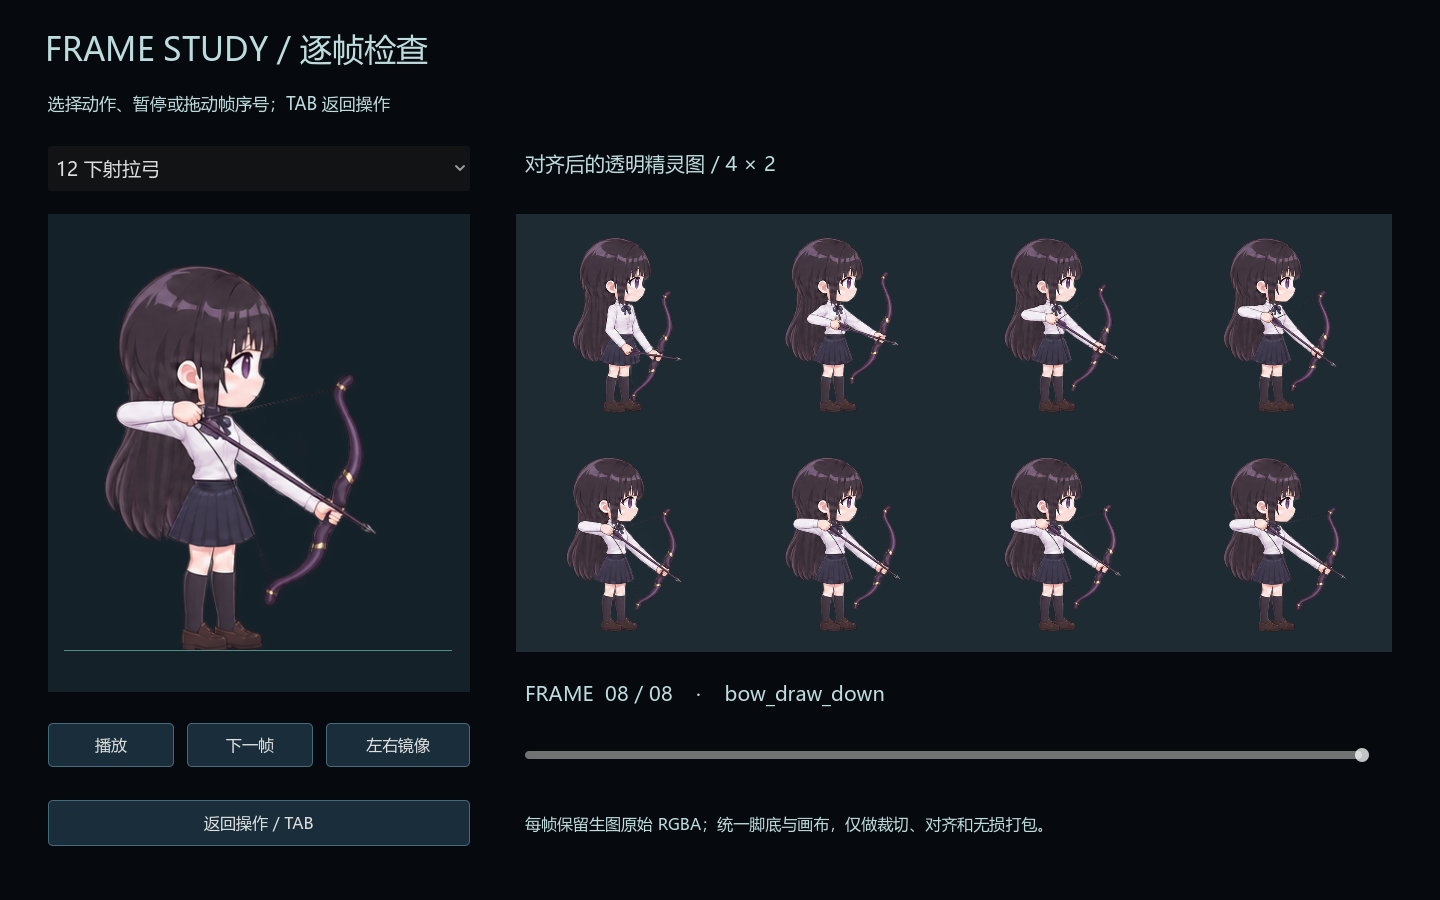 FRAME STUDY / 逐帧检查
选择动作、暂停或拖动帧序号；TAB 返回操作
12 下射拉弓
对齐后的透明精灵图 / 4 × 2
FRAME 08 / 08 · bow_draw_down
播放
下一帧
左右镜像
返回操作 / TAB
每帧保留生图原始 RGBA；统一脚底与画布，仅做裁切、对齐和无损打包。